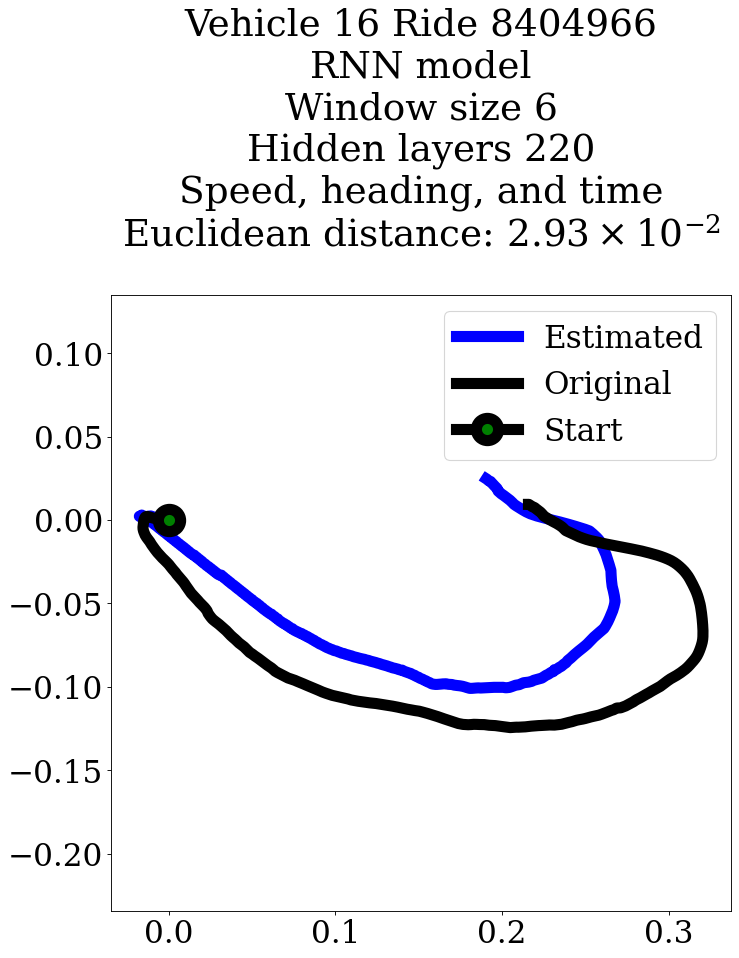 Vehicle 16 Ride 8404966
RNN model
Window size 6
Hidden layers 220
Speed, heading, and time
Euclidean distance: 2.93 × 10⁻²
Estimated
Original
Start
0.10
0.05
0.00
−0.05
−0.10
−0.15
−0.20
0.0 0.1 0.2 0.3